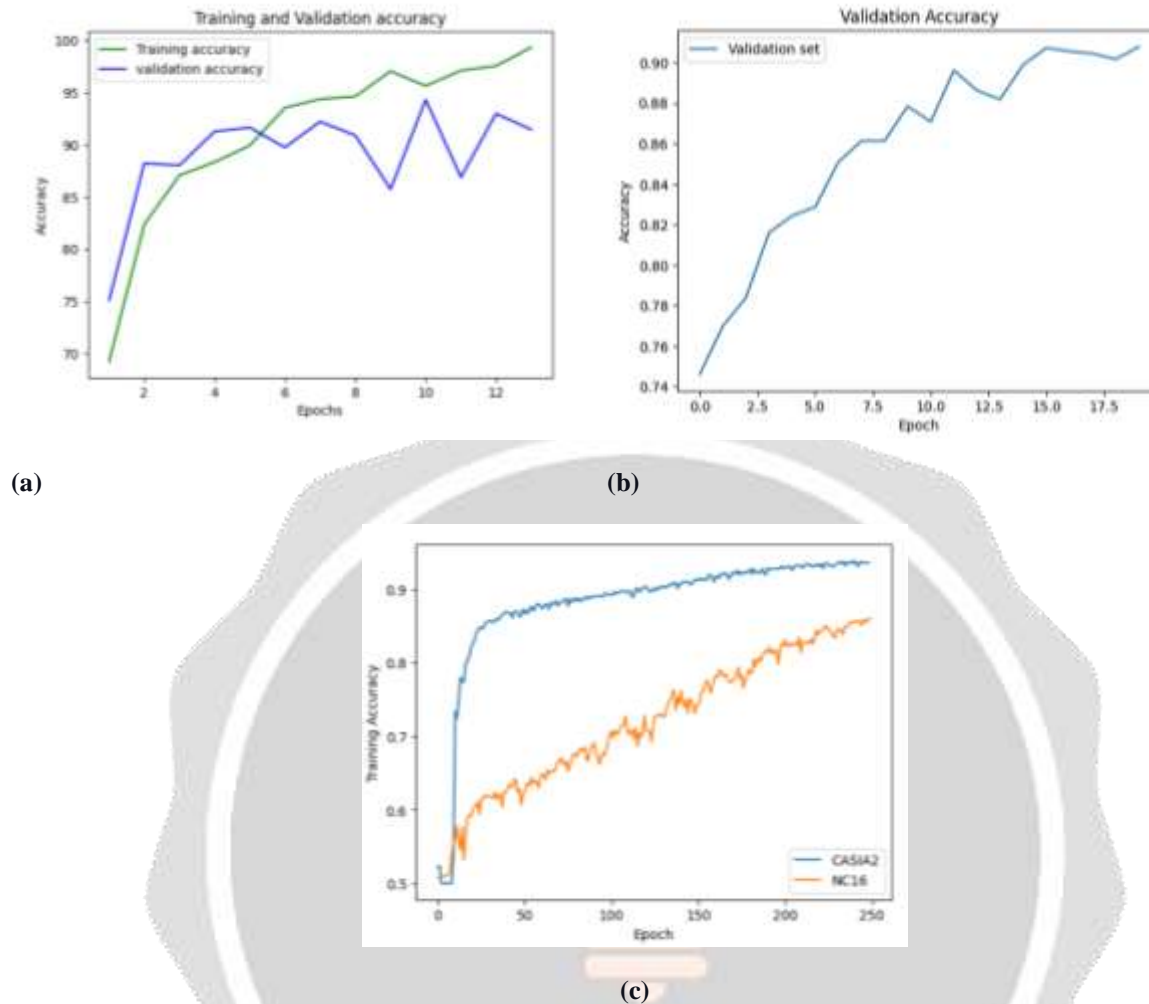 Training and Validation accuracy
Training accuracy
validation accuracy
Accuracy
100
95
90
85
80
75
70
2
4
6
8
10
12
Epochs
Validation Accuracy
Validation set
Accuracy
0.90
0.88
0.86
0.84
0.82
0.80
0.78
0.76
0.74
0.0
2.5
5.0
7.5
10.0
12.5
15.0
17.5
Epoch
(a)
(b)
Training Accuracy
0.9
0.8
0.7
0.6
0.5
CASIA2
NC16
0
50
100
150
200
250
Epoch
(c)